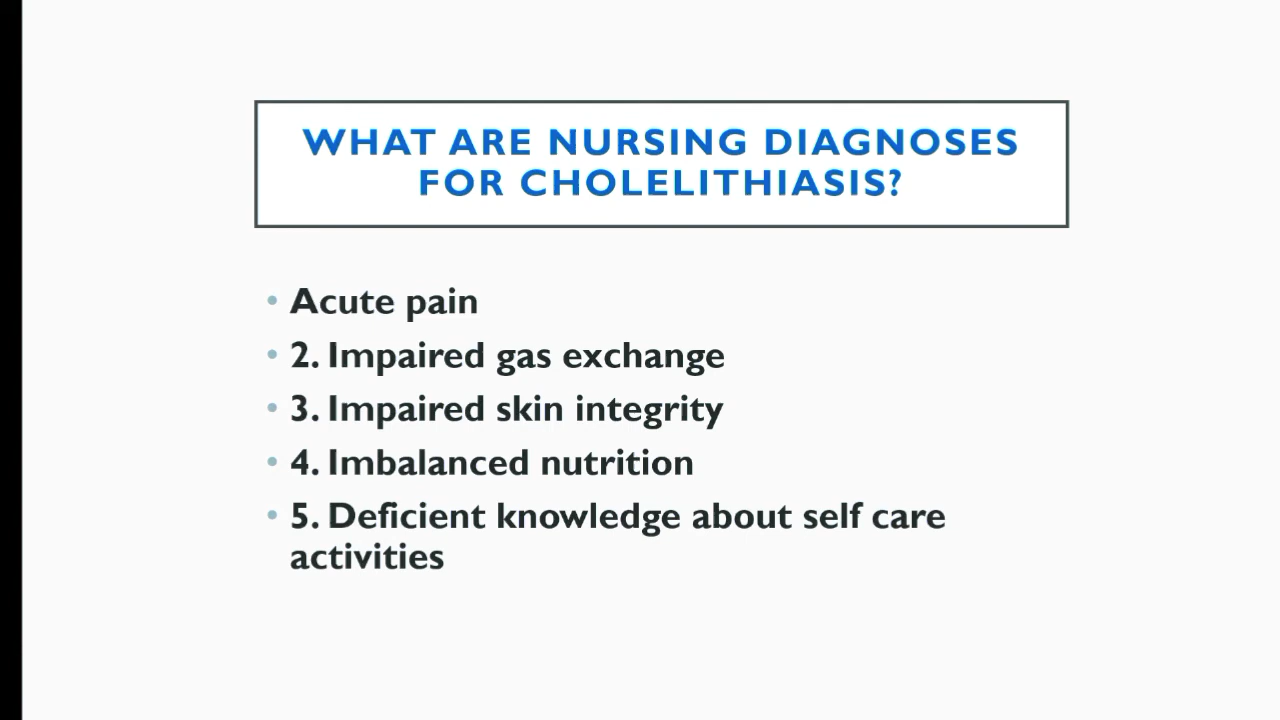 WHAT ARE NURSING DIAGNOSES
FOR CHOLELITHIASIS?
• Acute pain
• 2. Impaired gas exchange
• 3. Impaired skin integrity
• 4. Imbalanced nutrition
• 5. Deficient knowledge about self care
activities